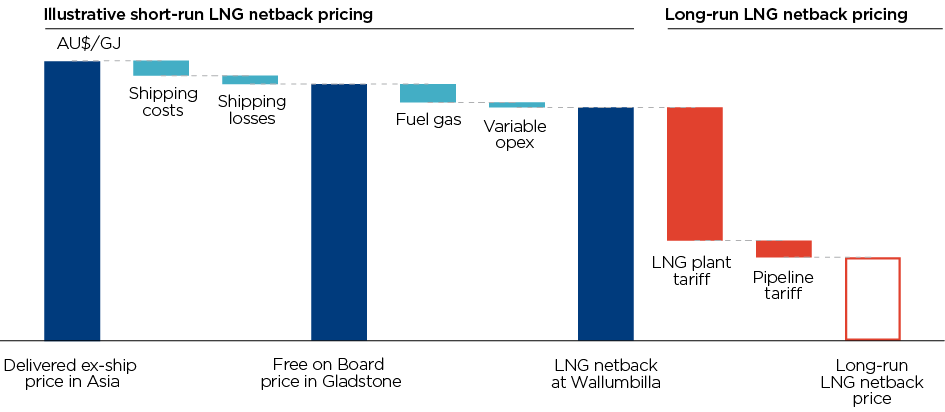 Illustrative short-run LNG netback pricing
Long-run LNG netback pricing
AU$/GJ
Shipping
costs
Shipping
losses
Fuel gas
Variable
opex
LNG plant
tariff
Pipeline
tariff
Delivered ex-ship
price in Asia
Free on Board
price in Gladstone
LNG netback
at Wallumbilla
Long-run
LNG netback
price